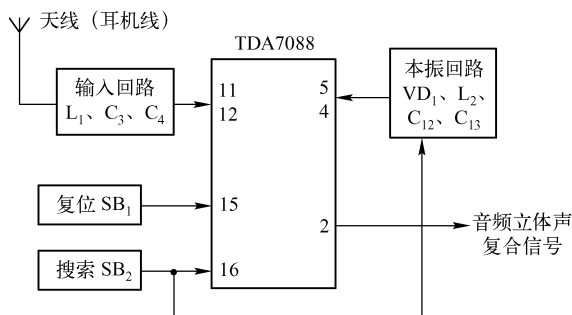 天线（耳机线）
TDA7088
输入回路
L₁、C₃、C₄
11
12
5
4
本振回路
VD₁、L₂、
C₁₂、C₁₃
复位 SB₁
15
2
音频立体声
复合信号
搜索 SB₂
16